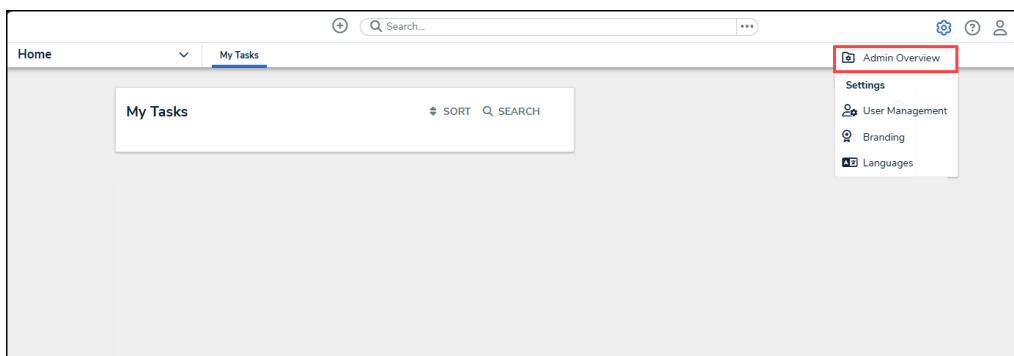 Search...
Home
My Tasks
Admin Overview
Settings
My Tasks
SORT
SEARCH
User Management
Branding
Languages